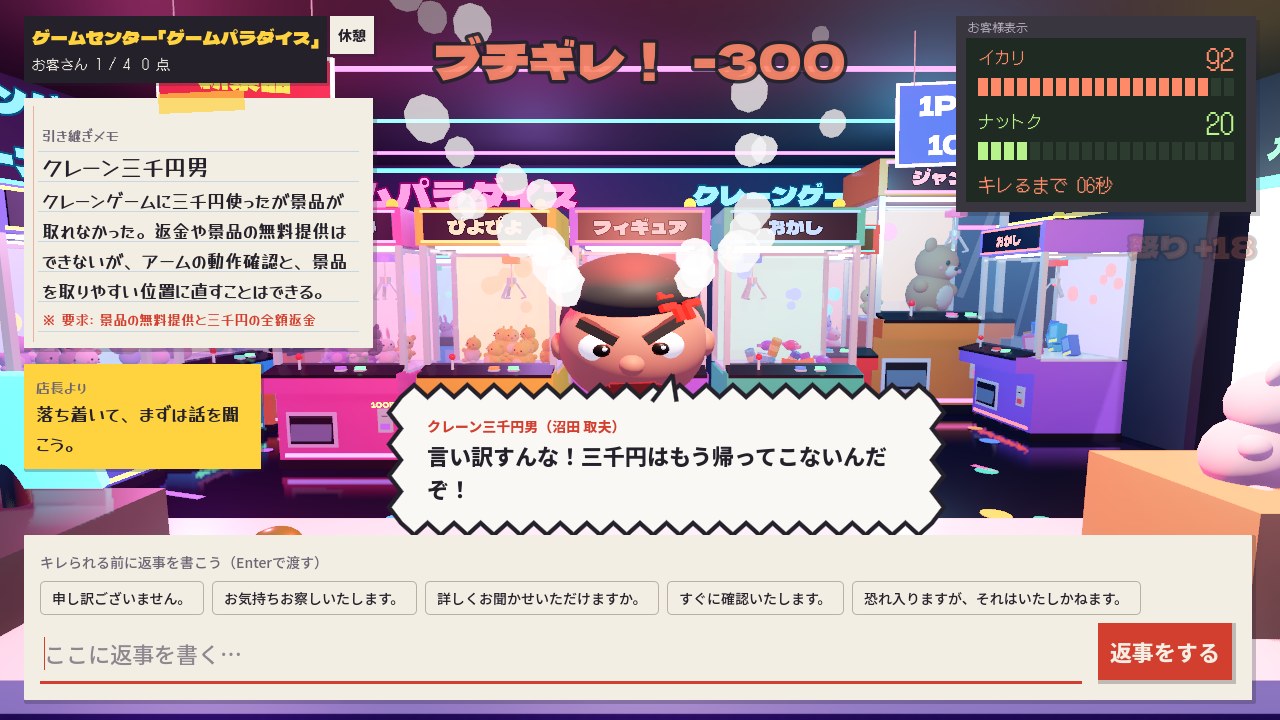 ゲームセンター「ゲームパラダイス」
お客さん 1 / 4 0 点
休憩
ブチギレ！ -300
お客様表示
イカリ 92
ナットク 20
キレるまで 06秒
怒り +18
引き継ぎメモ
クレーン三千円男
クレーンゲームに三千円使ったが景品が
取れなかった。返金や景品の無料提供は
できないが、アームの動作確認と、景品
を取りやすい位置に直すことはできる。
※ 要求: 景品の無料提供と三千円の全額返金
店長より
落ち着いて、まずは話を聞
こう。
1P
パラダイス
クレーンゲー
ジャン
ぴよぴよ
フィギュア
おかし
おかし
クレーン三千円男（沼田 取夫）
言い訳すんな！三千円はもう帰ってこないんだ
ぞ！
キレられる前に返事を書こう（Enterで渡す）
申し訳ございません。
お気持ちお察しいたします。
詳しくお聞かせいただけますか。
すぐに確認いたします。
恐れ入りますが、それはいたしかねます。
ここに返事を書く…
返事をする